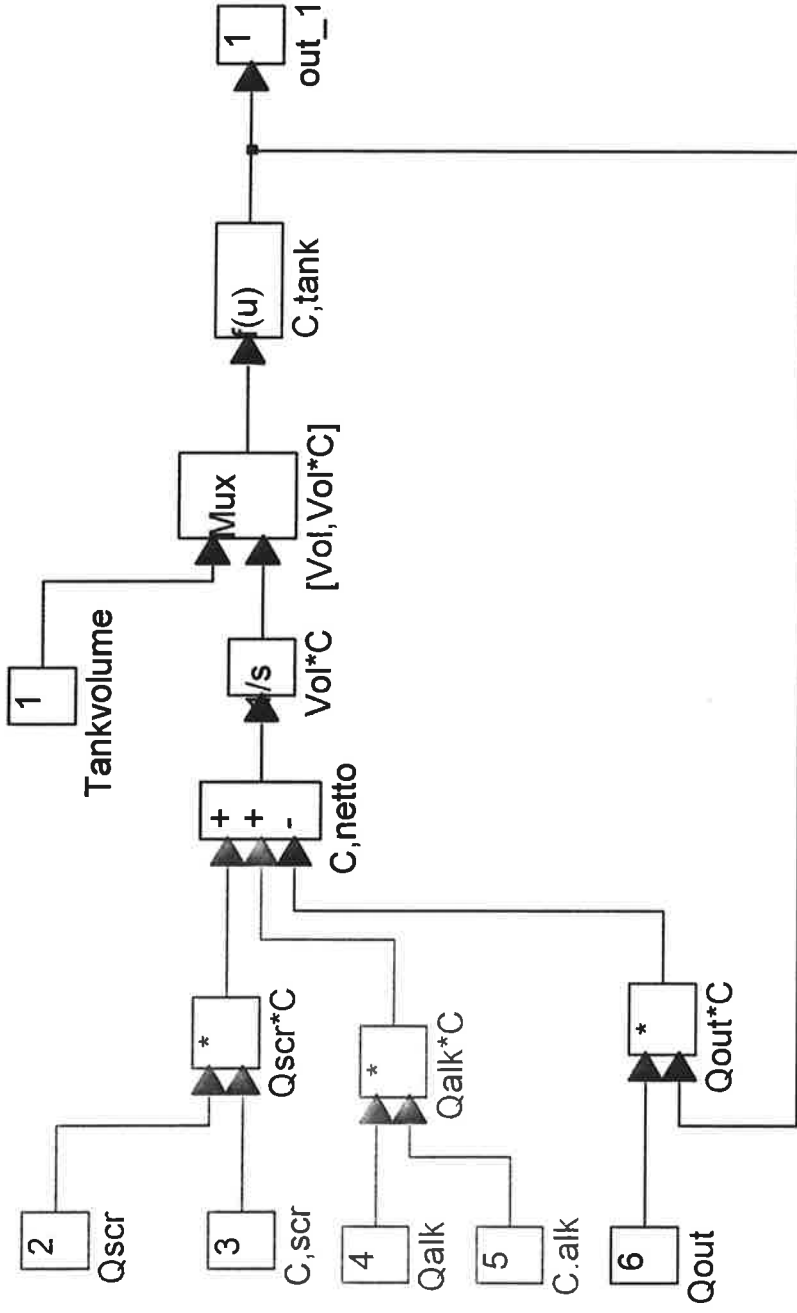 1
Tankvolume
2
Qscr
3
C,scr
*
Qscr*C
4
Qalk
5
C.alk
*
Qalk*C
6
Qout
*
Qout*C
+
+
-
C,netto
1/s
Vol*C
Mux
[Vol,Vol*C]
f(u)
C,tank
1
out_1